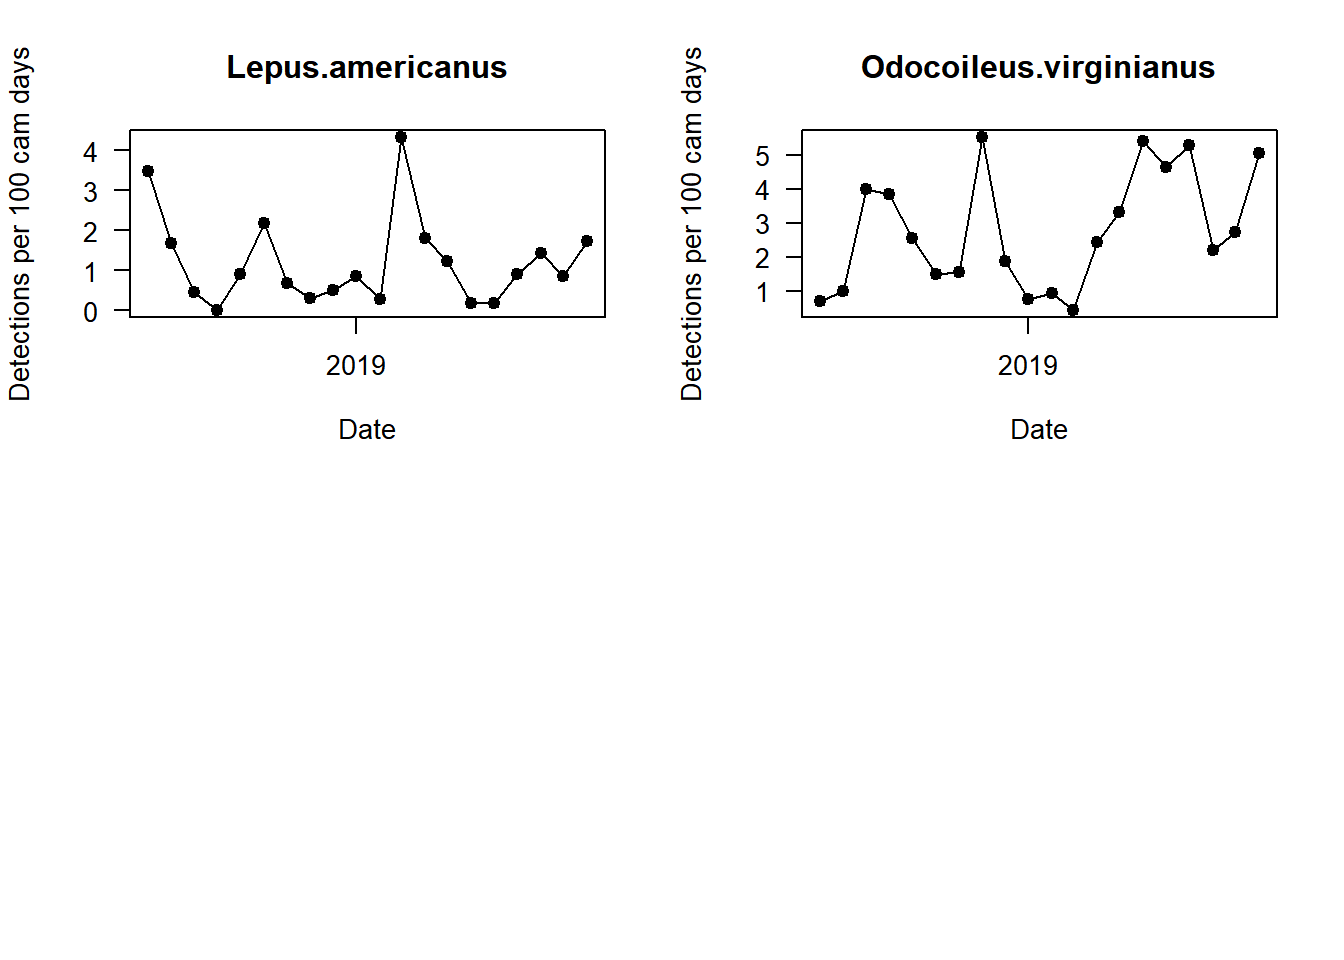 Lepus.americanus
Detections per 100 cam days
4
3
2
1
0
2019
Date
Odocoileus.virginianus
Detections per 100 cam days
5
4
3
2
1
2019
Date